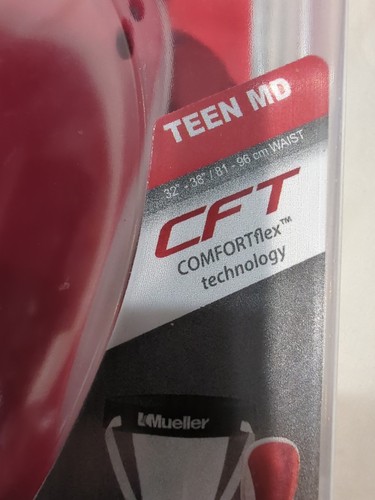 TEEN MD
32" - 38" / 81 - 96 cm WAIST
CFT
COMFORTflex™
technology
Mueller